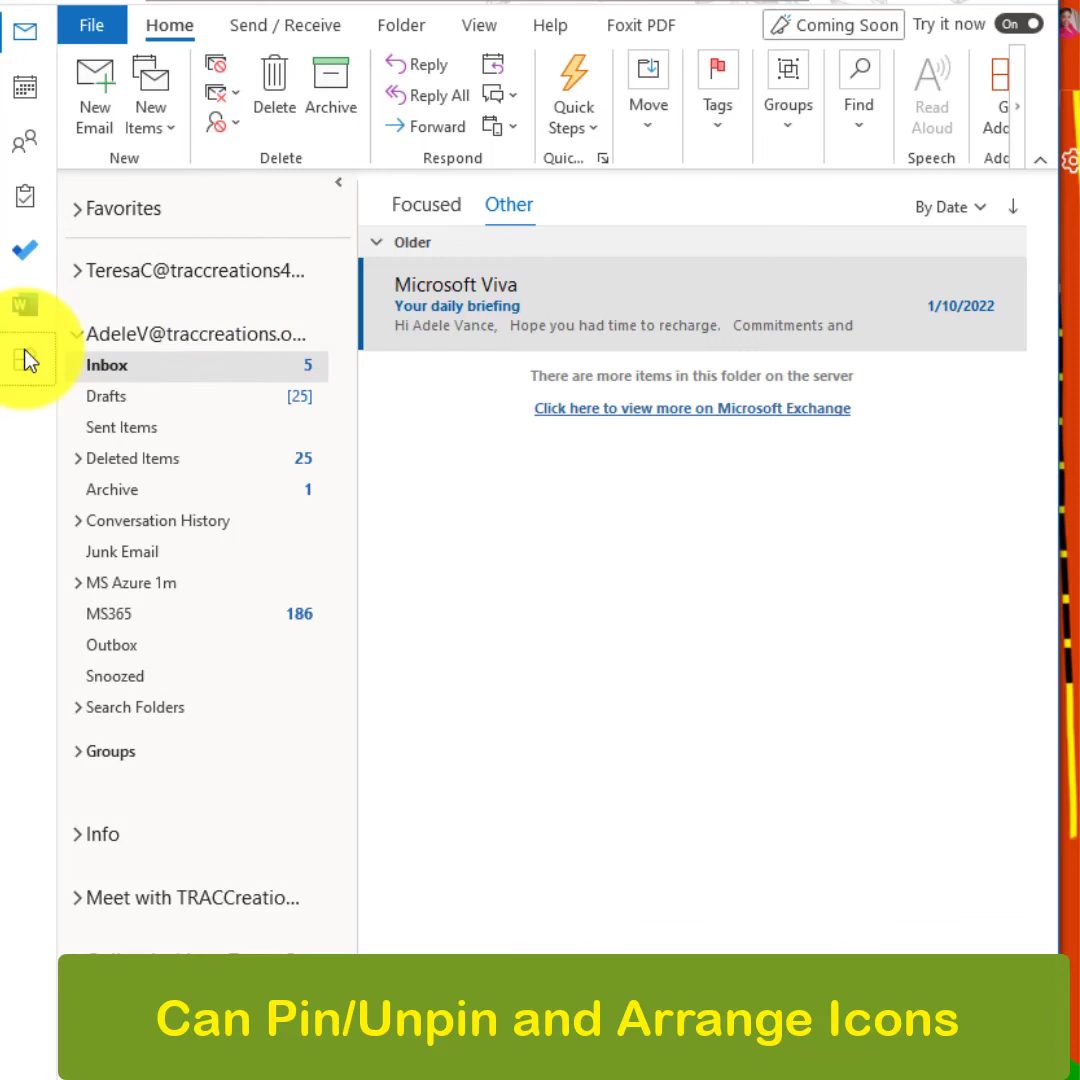 File Home Send / Receive Folder View Help Foxit PDF Coming Soon Try it now On
New Email
New Items
Delete
Archive
Reply
Reply All
Forward
Quick Steps
Move
Tags
Groups
Find
Read Aloud
G
Add
New Delete Respond Quic... Speech Add
Favorites
TeresaC@traccreations4...
AdeleV@traccreations.o...
Inbox 5
Drafts [25]
Sent Items
Deleted Items 25
Archive 1
Conversation History
Junk Email
MS Azure 1m
MS365 186
Outbox
Snoozed
Search Folders
Groups
Info
Meet with TRACCreatio...
Focused Other By Date
Older
Microsoft Viva
Your daily briefing 1/10/2022
Hi Adele Vance, Hope you had time to recharge. Commitments and
There are more items in this folder on the server
Click here to view more on Microsoft Exchange
Can Pin/Unpin and Arrange Icons